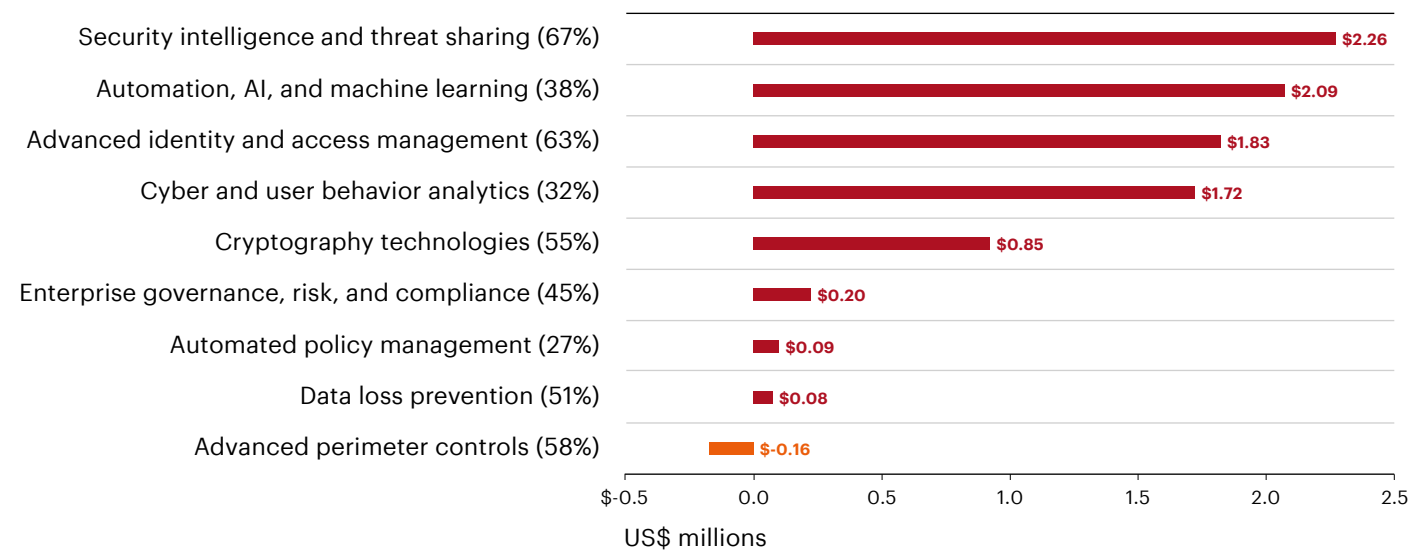 Security intelligence and threat sharing (67%) $2.26
Automation, AI, and machine learning (38%) $2.09
Advanced identity and access management (63%) $1.83
Cyber and user behavior analytics (32%) $1.72
Cryptography technologies (55%) $0.85
Enterprise governance, risk, and compliance (45%) $0.20
Automated policy management (27%) $0.09
Data loss prevention (51%) $0.08
Advanced perimeter controls (58%) $-0.16
$-0.5 0.0 0.5 1.0 1.5 2.0 2.5
US$ millions